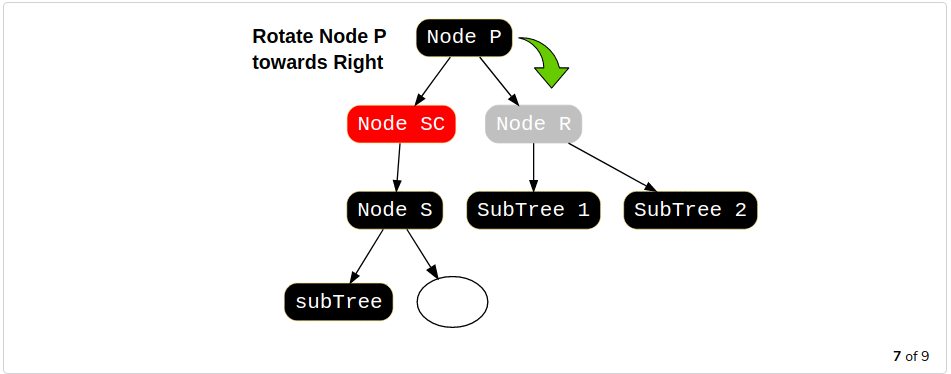 Rotate Node P
towards Right
Node P
Node SC
Node R
Node S
SubTree 1
SubTree 2
subTree
7 of 9